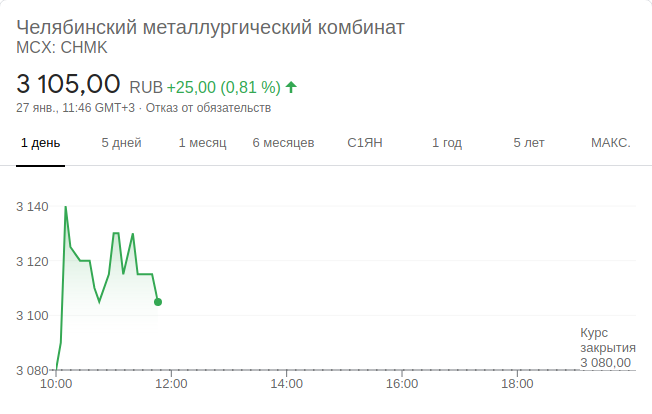 Челябинский металлургический комбинат
MCX: CHMK
3 105,00 RUB +25,00 (0,81 %)
27 янв., 11:46 GMT+3 · Отказ от обязательств
1 день 5 дней 1 месяц 6 месяцев С1ЯН 1 год 5 лет МАКС.
3 140
3 120
3 100
3 080
Курс
закрытия
3 080,00
10:00 12:00 14:00 16:00 18:00